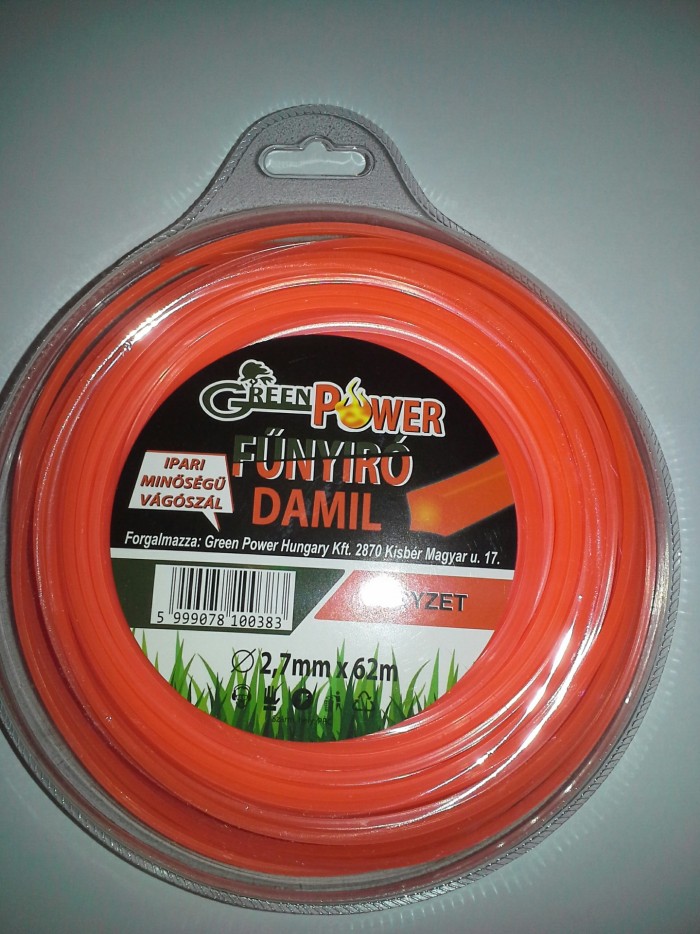 GREEN POWER
FŰNYÍRÓ
DAMIL
IPARI
MINŐSÉGŰ
VÁGÓSZÁL
Forgalmazza: Green Power Hungary Kft. 2870 Kisbér Magyar u. 17.
5 999078 100383
Ø 2,7mm x 62m